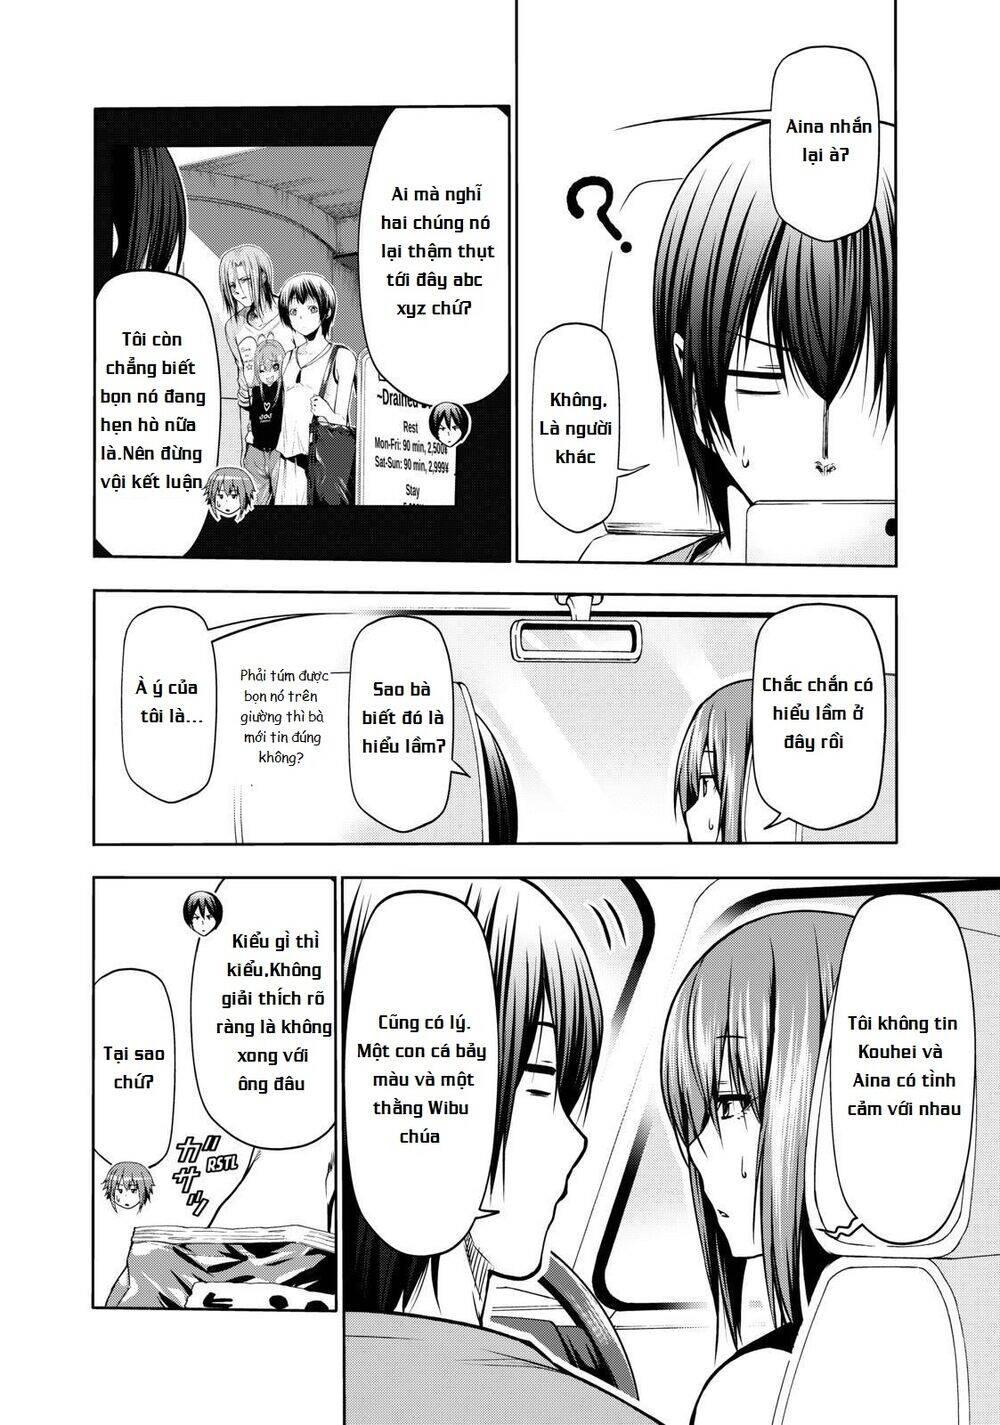 Aina nhắn
lại à?
Không,
Là người
khác
Ai mà nghĩ
hai chúng nó
lại thậm thụt
tới đây abc
xyz chứ?
Tôi còn
chẳng biết
bọn nó đang
hẹn hò nữa
là.Nên đừng
vội kết luận
Rest
Mon-Fri: 90 min, 2,500¥
Sat-Sun: 90 min, 2,999¥
Stay
Chắc chắn có
hiểu lầm ở
đây rồi
Sao bà
biết đó là
hiểu lầm?
Phải túm được
bọn nó trên
giường thì bà
mới tin đúng
không?
À ý của
tôi là...
Tôi không tin
Kouhei và
Aina có tình
cảm với nhau
Cũng có lý.
Một con cá bảy
màu và một
thằng Wibu
chúa
Kiểu gì thì
kiểu,Không
giải thích rõ
ràng là không
xong với
ông đâu
Tại sao
chứ?
ガサッ
RSTL